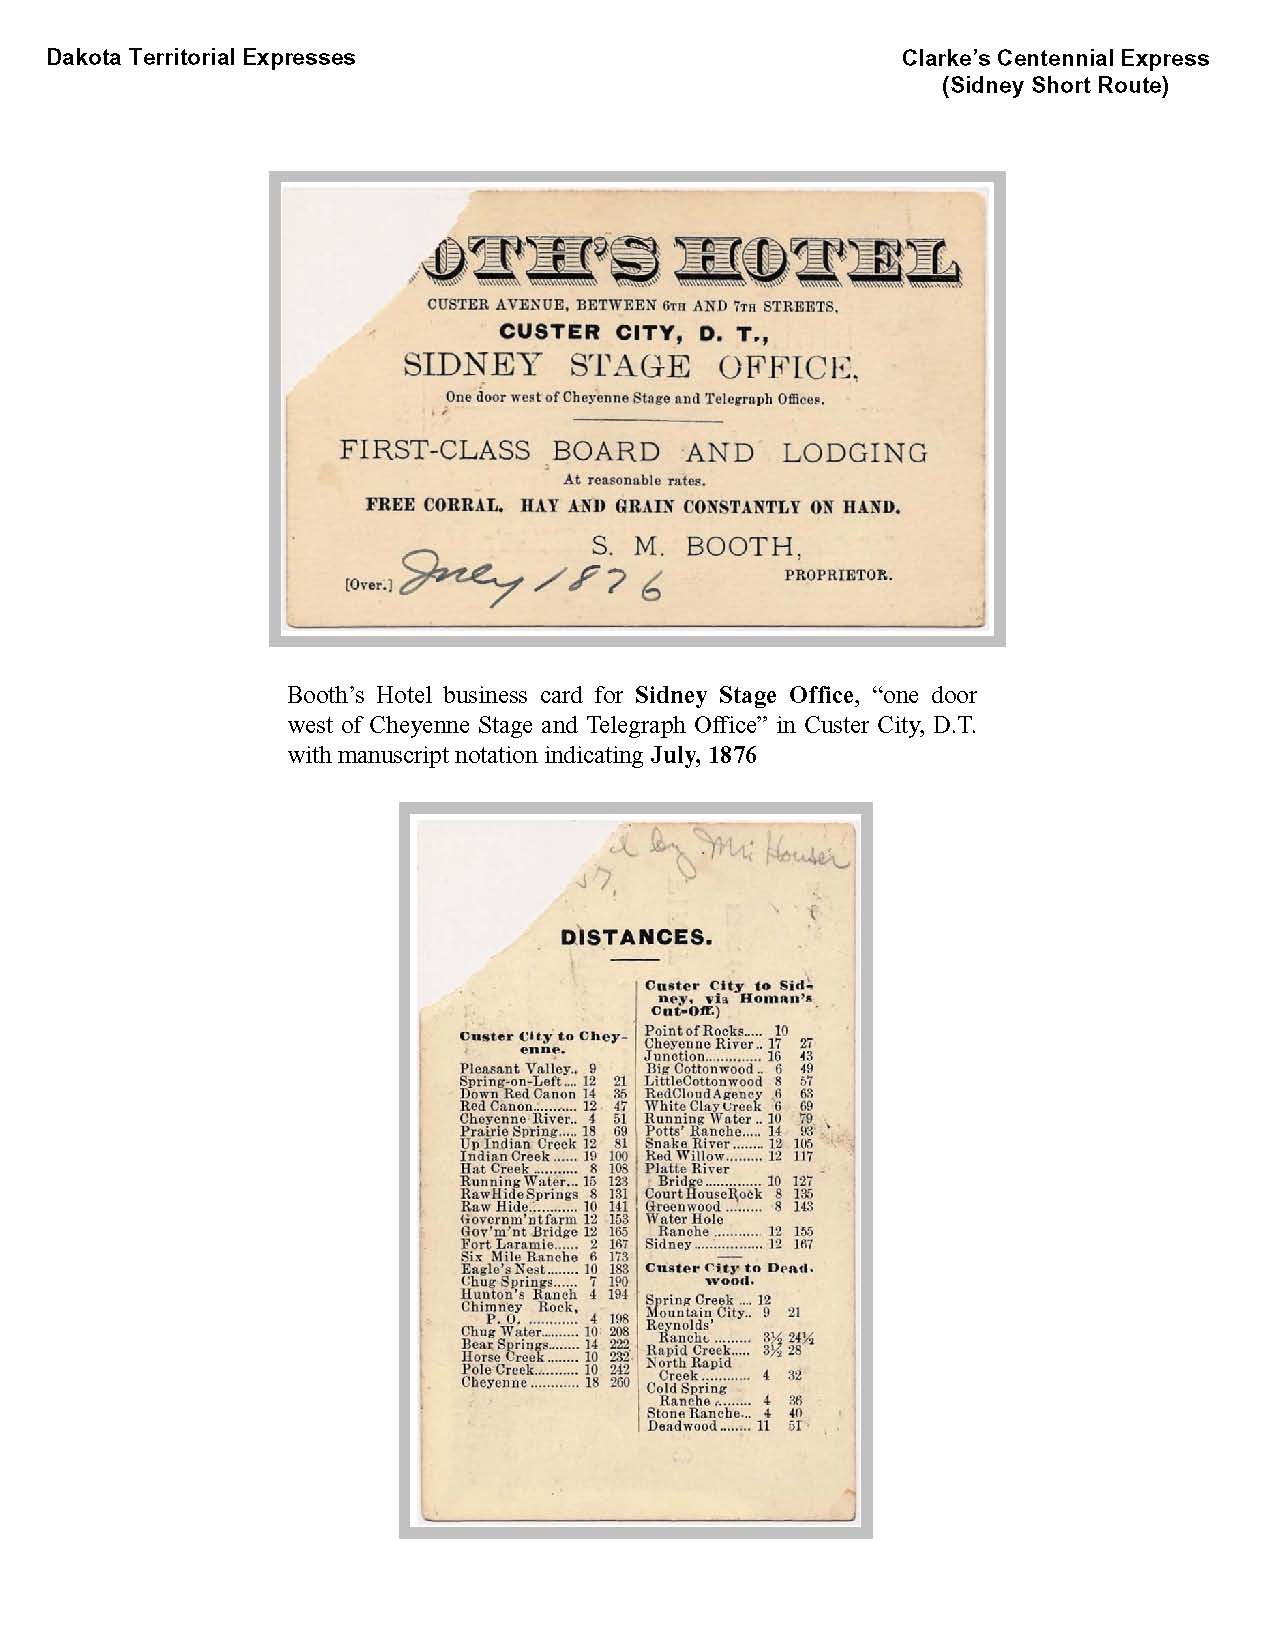 Dakota Territorial Expresses
Clarke's Centennial Express
(Sidney Short Route)
OTH'S HOTEL
CUSTER AVENUE, BETWEEN 6TH AND 7TH STREETS,
CUSTER CITY, D. T.,
SIDNEY STAGE OFFICE,
One door west of Cheyenne Stage and Telegraph Offices.
FIRST-CLASS BOARD AND LODGING
At reasonable rates.
FREE CORRAL. HAY AND GRAIN CONSTANTLY ON HAND.
S. M. BOOTH,
PROPRIETOR.
[Over.] July 1876
Booth's Hotel business card for Sidney Stage Office, “one door
west of Cheyenne Stage and Telegraph Office” in Custer City, D.T.
with manuscript notation indicating July, 1876
by Mr. Houser
57.
DISTANCES.
Custer City to Chey-
enne.
Pleasant Valley.. 9
Spring-on-Left.... 12 21
Down Red Canon 14 35
Red Canon........... 12 47
Cheyenne River.. 4 51
Prairie Spring..... 18 69
Up Indian Creek 12 81
Indian Creek ...... 19 100
Hat Creek ........... 8 108
Running Water... 15 123
Raw Hide Springs 8 131
Raw Hide............ 10 141
Governm'nt farm 12 153
Gov'm'nt Bridge 12 165
Fort Laramie...... 2 167
Six Mile Ranche 6 173
Eagle's Nest........ 10 183
Chug Springs...... 7 190
Hunton's Ranch 4 194
Chimney Rock,
P. O. ............ 4 198
Chug Water......... 10 208
Bear Springs........ 14 222
Horse Creek ........ 10 232
Pole Creek........... 10 242
Cheyenne ............ 18 260
Custer City to Sid-
ney, via Homan's
Cut-Off.)
Point of Rocks..... 10
Cheyenne River.. 17 27
Junction.............. 16 43
Big Cottonwood .. 6 49
Little Cottonwood 8 57
Red Cloud Agency 6 63
White Clay Creek 6 69
Running Water .. 10 79
Potts' Ranche..... 14 93
Snake River ........ 12 105
Red Willow......... 12 117
Platte River
Bridge.............. 10 127
Court House Rock 8 135
Greenwood ......... 8 143
Water Hole
Ranche ............ 12 155
Sidney................. 12 167
Custer City to Dead-
wood.
Spring Creek .... 12
Mountain City.. 9 21
Reynolds'
Ranche ......... 3½ 24½
Rapid Creek..... 3½ 28
North Rapid
Creek............ 4 32
Cold Spring
Ranche ......... 4 36
Stone Ranche... 4 40
Deadwood........ 11 51